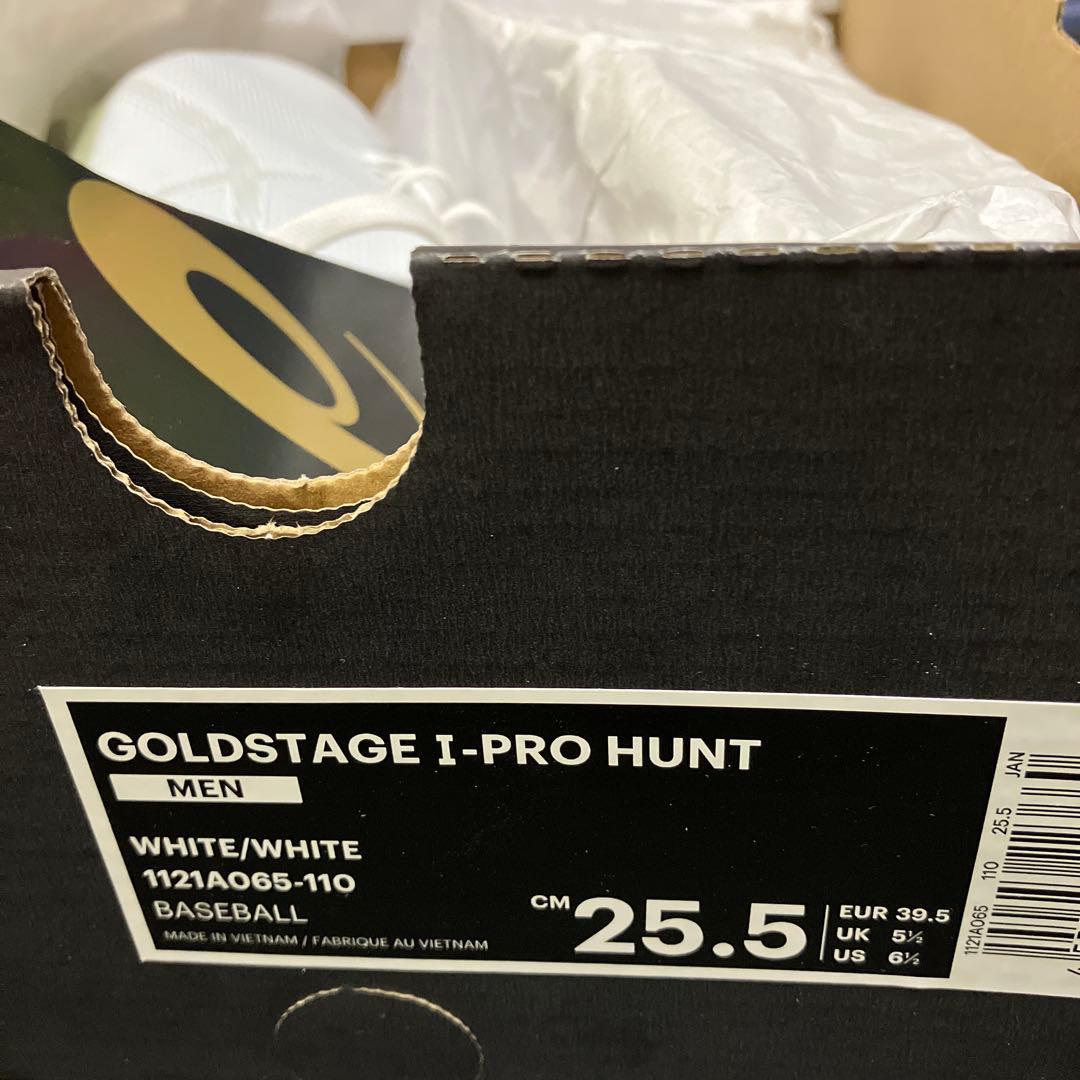 GOLDSTAGE I-PRO HUNT
MEN
WHITE/WHITE
1121A065-110
BASEBALL
MADE IN VIETNAM / FABRIQUE AU VIETNAM
CM 25.5
EUR 39.5
UK 5½
US 6½
1121A065 110 25.5 JAN